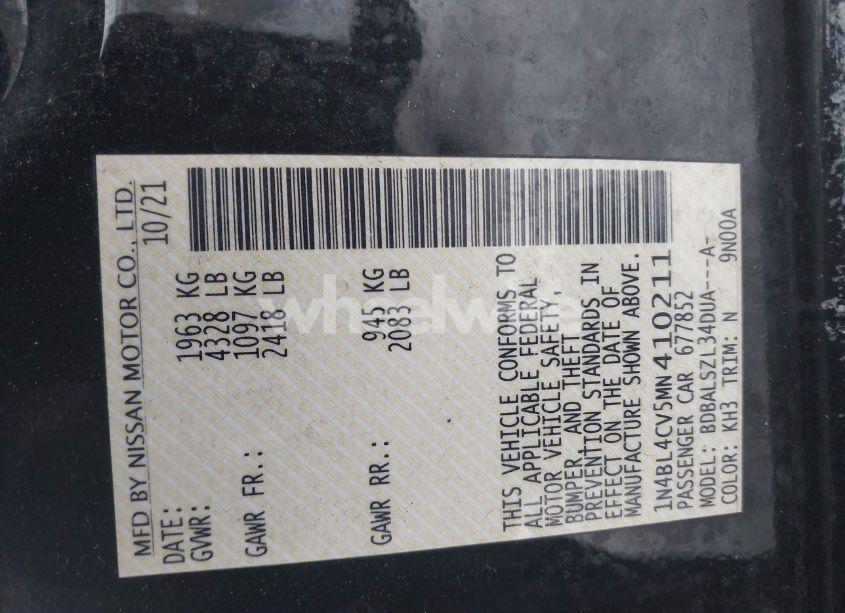 MFD BY NISSAN MOTOR CO., LTD.
DATE: 10/21
GVWR: 1963 KG
4328 LB
GAWR FR.: 1097 KG
2418 LB
GAWR RR.: 945 KG
2083 LB
THIS VEHICLE CONFORMS TO
ALL APPLICABLE FEDERAL
MOTOR VEHICLE SAFETY,
BUMPER, AND THEFT
PREVENTION STANDARDS IN
EFFECT ON THE DATE OF
MANUFACTURE SHOWN ABOVE.
1N4BL4CV5MN410211
PASSENGER CAR 677852
MODEL: BDBALSZL34DUA---A-
COLOR: KH3 TRIM: N 9N00A